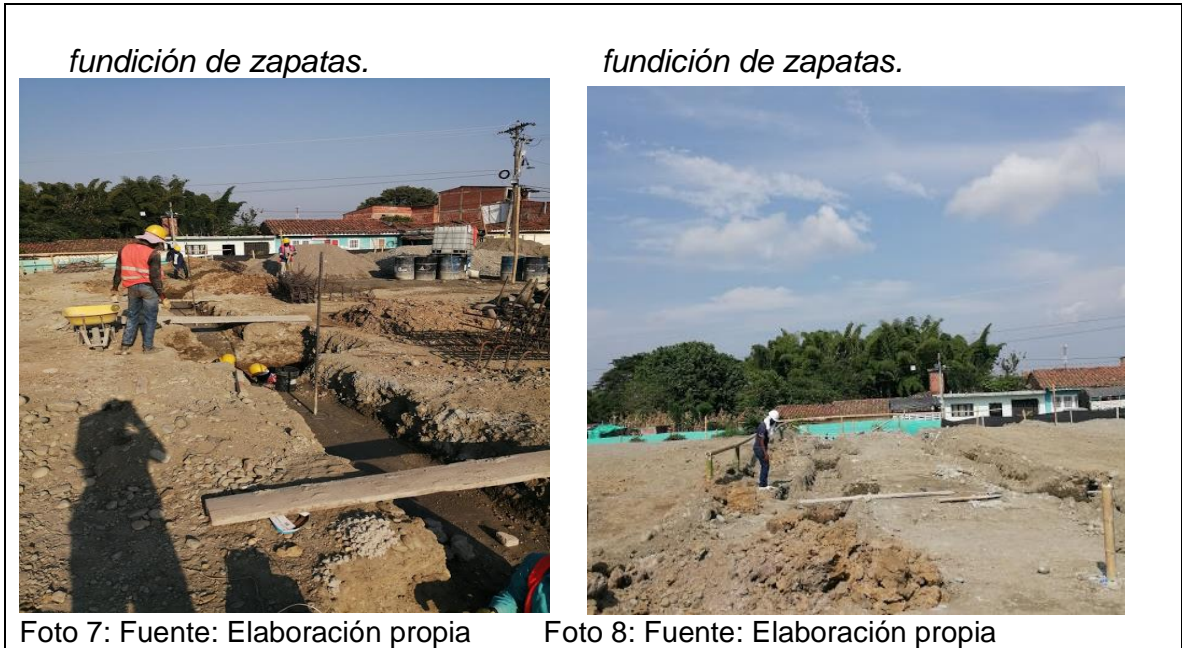 fundición de zapatas. fundición de zapatas.
Foto 7: Fuente: Elaboración propia Foto 8: Fuente: Elaboración propia